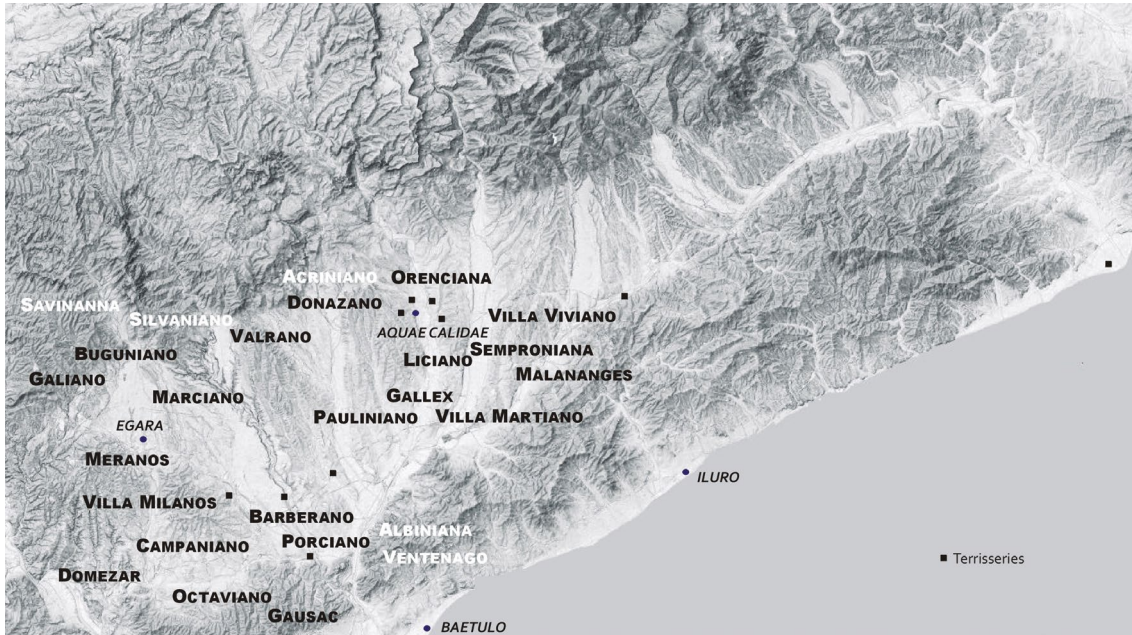 ACRINIANO
ORENCIANA
SAVINANNA
DONAZANO
SILVANIANO
VILLA VIVIANO
AQUAE CALIDAE
VALRANO
BUGUNIANO
SEMPRONIANA
LICIANO
GALIANO
MALANANGES
MARCIANO
GALLEX
PAULINIANO
VILLA MARTIANO
EGARA
MERANOS
ILURO
VILLA MILANOS
BARBERANO
ALBINIANA
PORCIANO
CAMPANIANO
VENTENAGO
Terrisseries
DOMEZAR
OCTAVIANO
GAUSAC
BAETULO